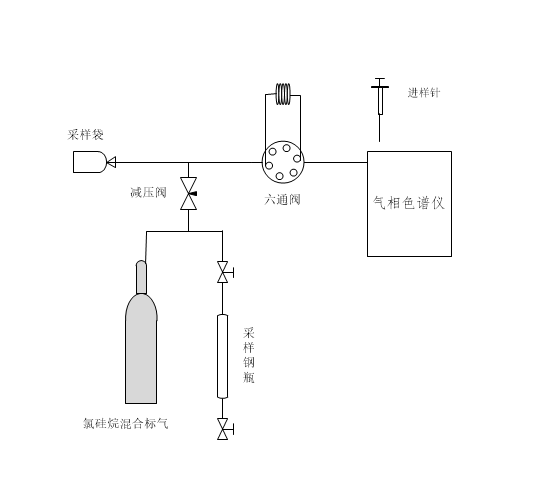 进样针
采样袋
减压阀
六通阀
气相色谱仪
采样钢瓶
氯硅烷混合标气